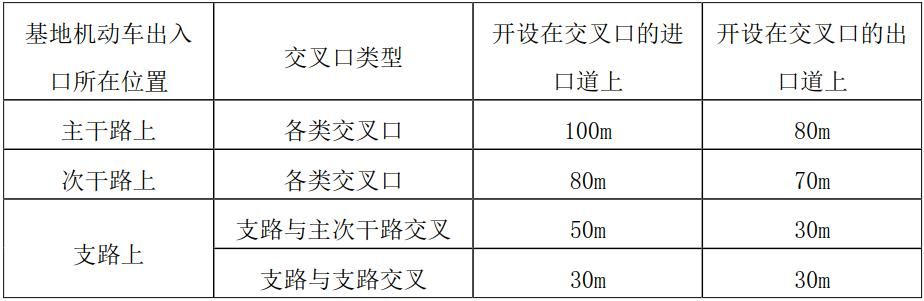 基地机动车出入
口所在位置
交叉口类型
开设在交叉口的进
口道上
开设在交叉口的出
口道上
主干路上
各类交叉口
100m
80m
次干路上
各类交叉口
80m
70m
支路上
支路与主次干路交叉
50m
30m
支路与支路交叉
30m
30m